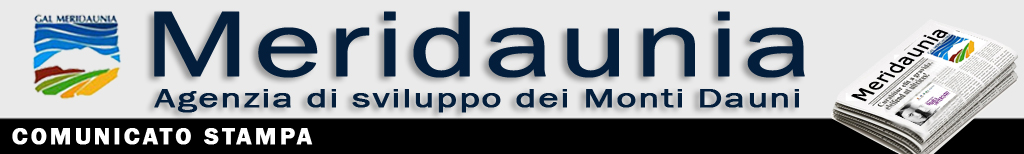 GAL MERIDAUNIA
Meridaunia
Agenzia di sviluppo dei Monti Dauni
Meridaunia
COMUNICATO STAMPA